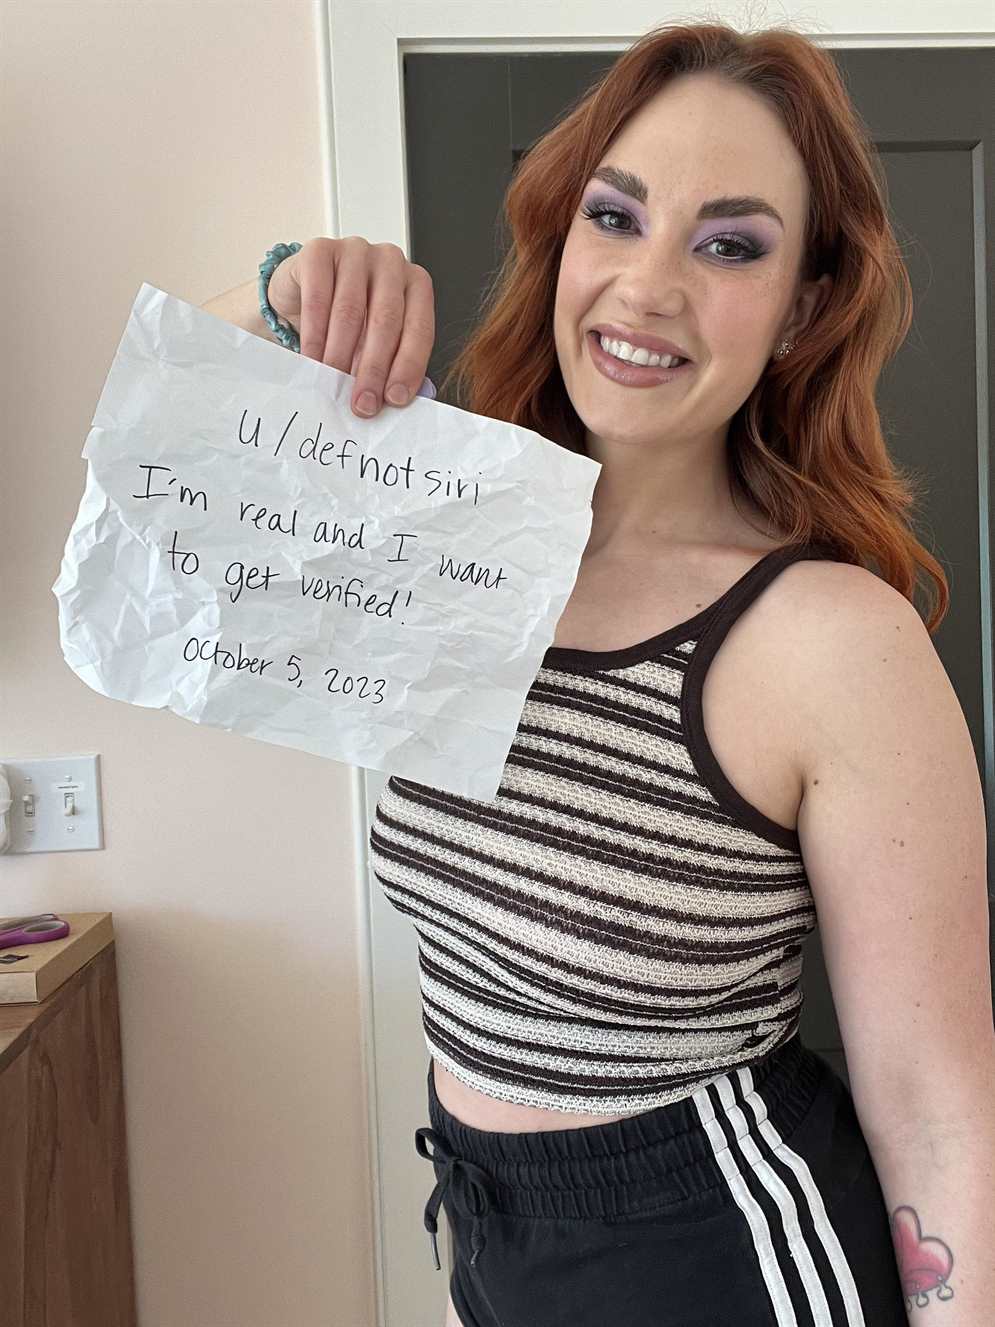 u/defnotsiri
I'm real and I want
to get verified!
October 5, 2023